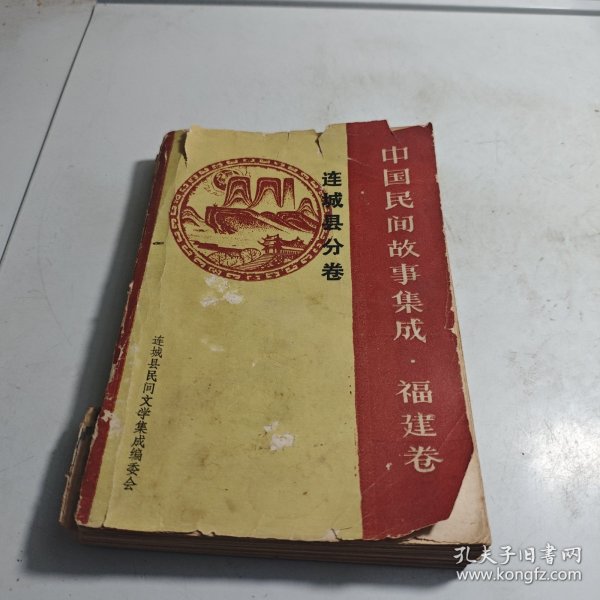 中国民间故事集成·福建卷
连城县分卷
连城县民间文学集成编委会
孔夫子旧书网
www.kongfz.com